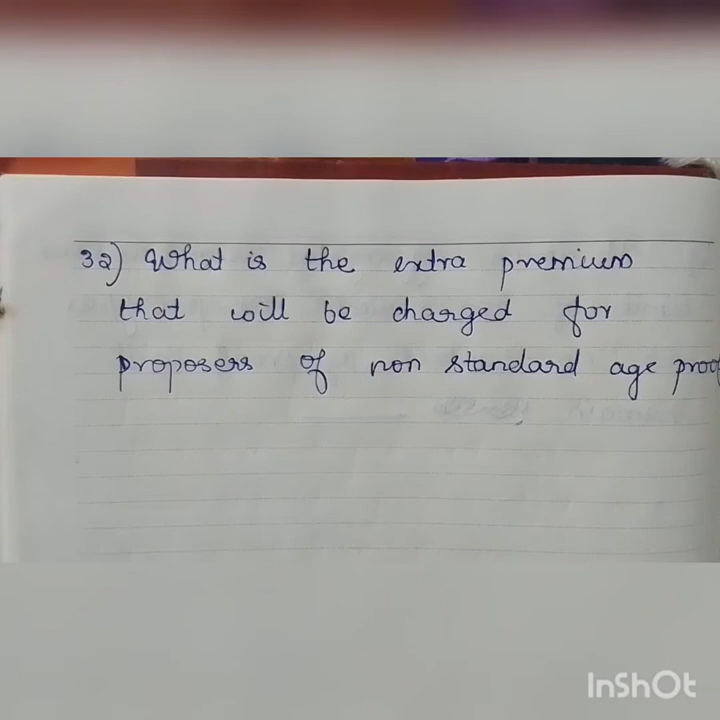 32) What is the extra premium
that will be charged for
proposers of non standard age proof
InShOt